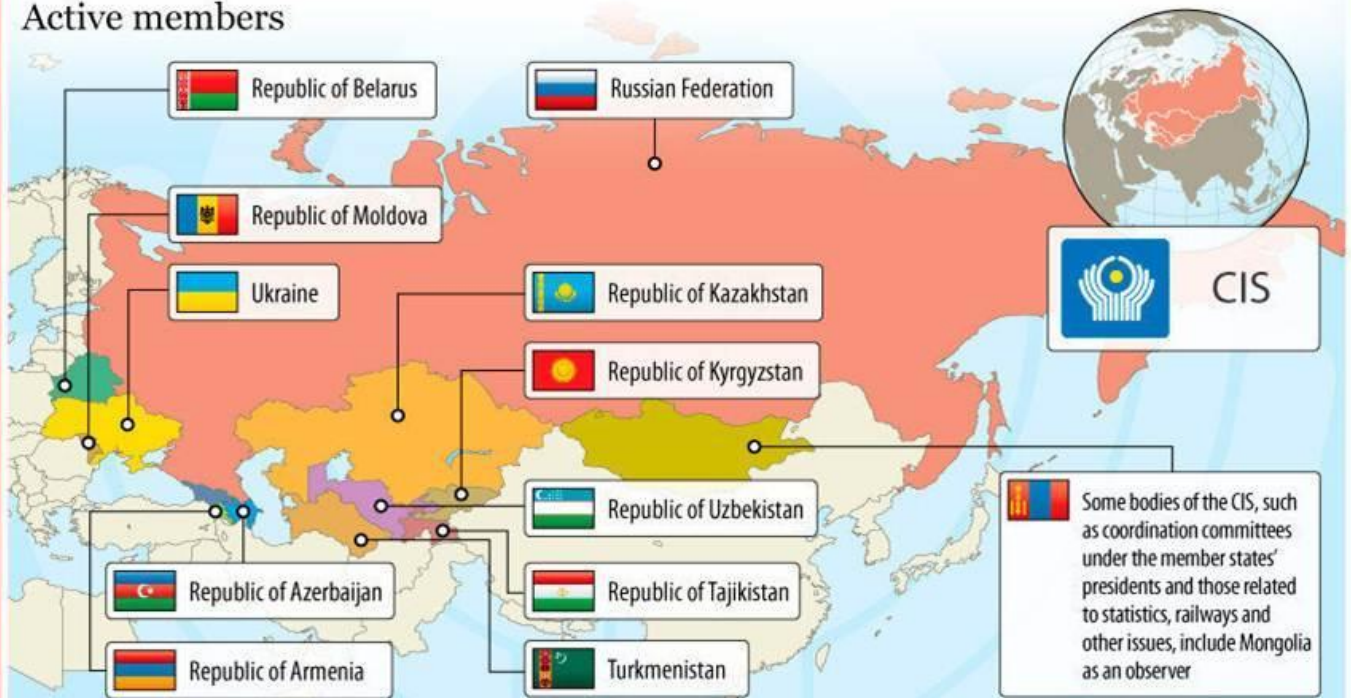 Active members
Republic of Belarus
Russian Federation
Republic of Moldova
Ukraine
Republic of Kazakhstan
CIS
Republic of Kyrgyzstan
Republic of Uzbekistan
Some bodies of the CIS, such
as coordination committees
under the member states'
presidents and those related
to statistics, railways and
other issues, include Mongolia
as an observer
Republic of Azerbaijan
Republic of Tajikistan
Republic of Armenia
Turkmenistan